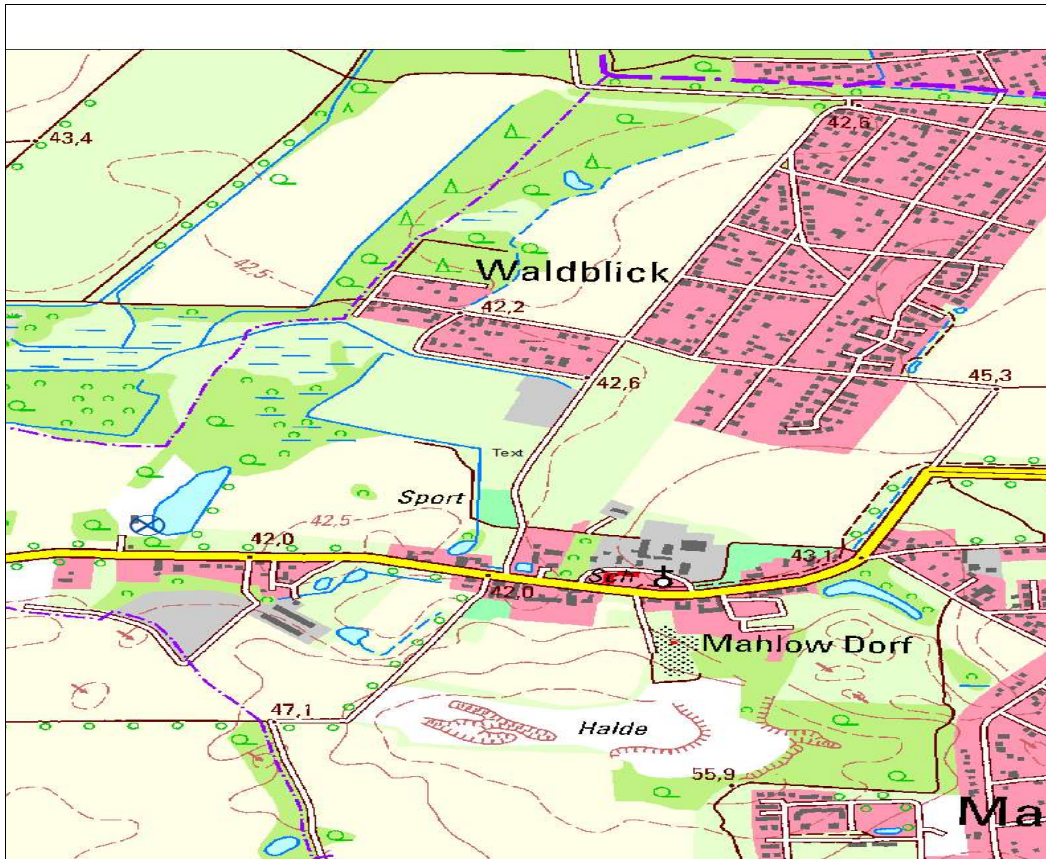 43,4
42,6
42,5
Waldblick
42,2
42,6
45,3
Text
Sport
42,5
42,0
43,1
Sch
42,0
Mahlow Dorf
47,1
Halde
55,9
Ma